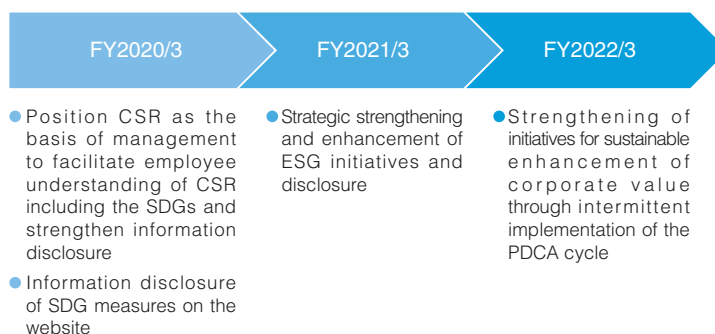 FY2020/3
FY2021/3
FY2022/3
Position CSR as the
basis of management
to facilitate employee
understanding of CSR
including the SDGs and
strengthen information
disclosure
Information disclosure
of SDG measures on the
website
Strategic strengthening
and enhancement of
ESG initiatives and
disclosure
Strengthening of
initiatives for sustainable
enhancement of
corporate value
through intermittent
implementation of the
PDCA cycle